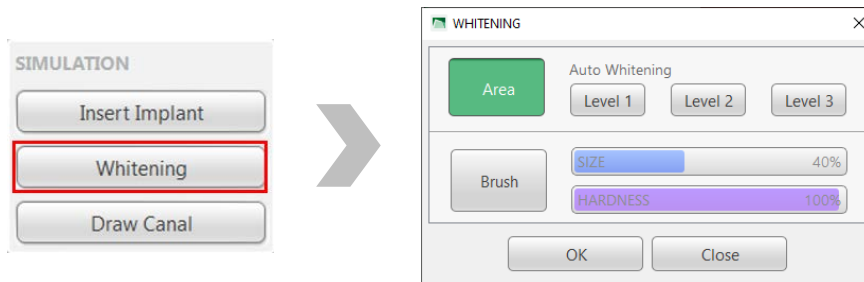 SIMULATION
Insert Implant
Whitening
Draw Canal
WHITENING
Area
Auto Whitening
Level 1 Level 2 Level 3
Brush
SIZE 40%
HARDNESS 100%
OK Close